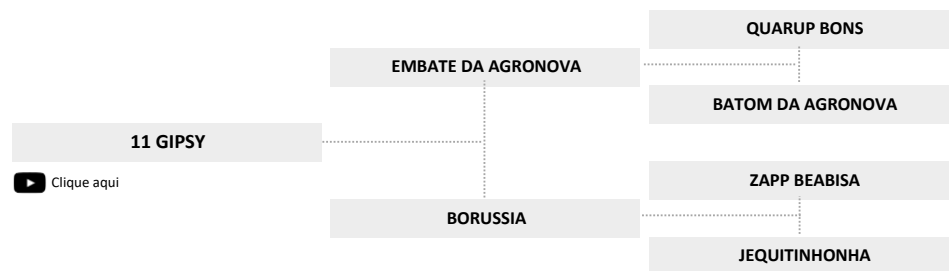 QUARUP BONS
EMBATE DA AGRONOVA
BATOM DA AGRONOVA
11 GIPSY
Clique aqui
ZAPP BEABISA
BORUSSIA
JEQUITINHONHA